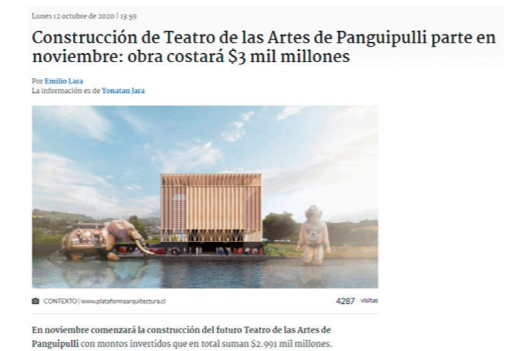 Lunes 12 octubre de 2020 | 13:59
Construcción de Teatro de las Artes de Panguipulli parte en
noviembre: obra costará $3 mil millones
Por Emilio Lara
La información es de Yonatan Jara
CONTEXTO | www.plataformaarquitectura.cl
4287 visitas
En noviembre comenzará la construcción del futuro Teatro de las Artes de
Panguipulli con montos invertidos que en total suman $2.991 mil millones.